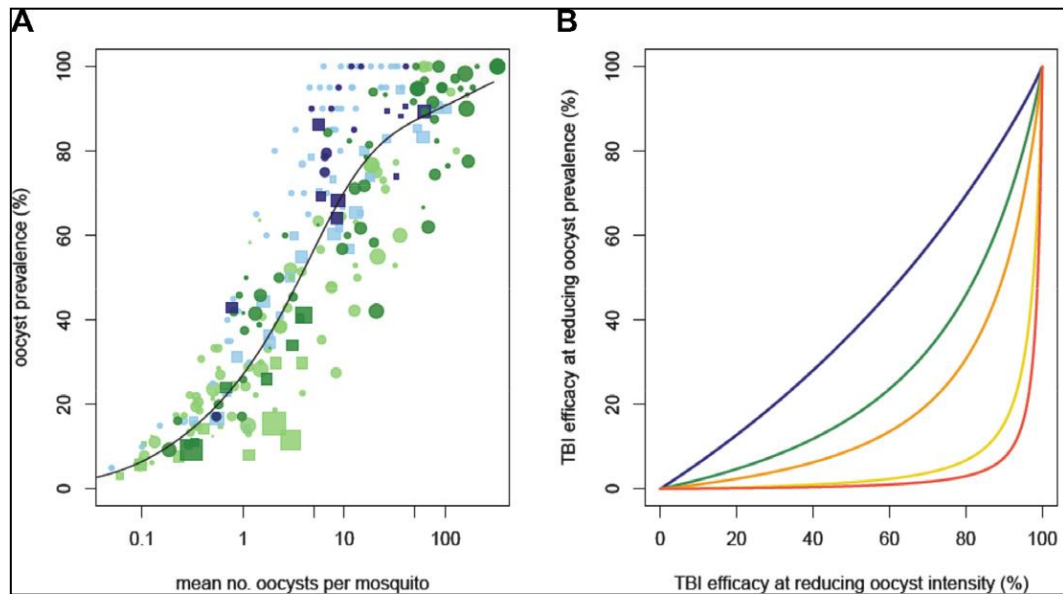 A
B
oocyst prevalence (%)
100
80
60
40
20
0
0.1 1 10 100
mean no. oocysts per mosquito
TBI efficacy at reducing oocyst prevalence (%)
100
80
60
40
20
0
0 20 40 60 80 100
TBI efficacy at reducing oocyst intensity (%)